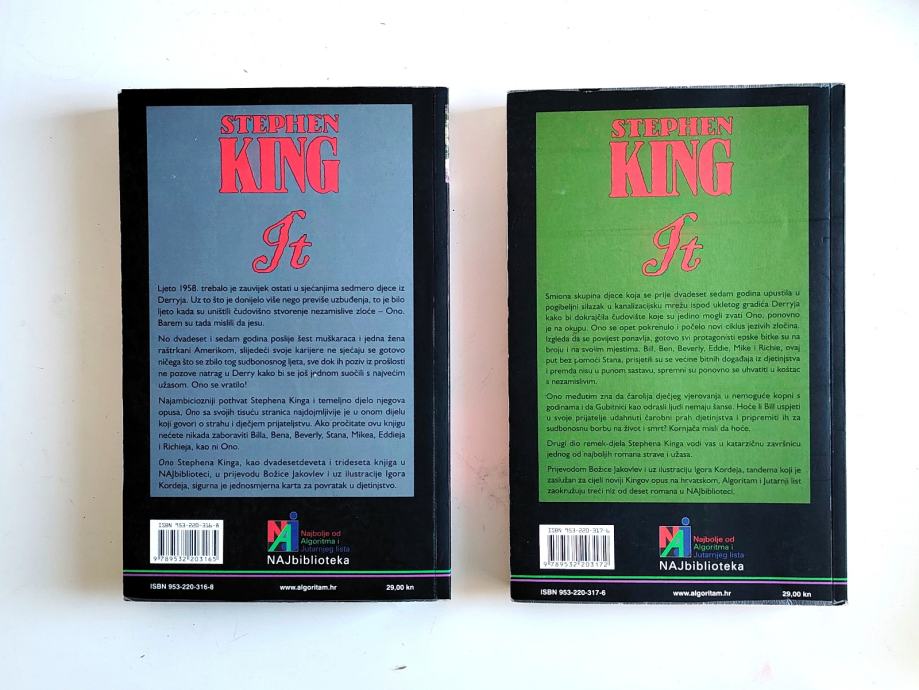 STEPHEN
KING
It
Ljeto 1958. trebalo je zauvijek ostati u sjećanjima sedmero djece iz
Derryja. Uz to što je donijelo više nego previše uzbuđenja, to je bilo
ljeto kada su uništili čudovišno stvorenje nezamislive zloće – Ono.
Barem su tada mislili da jesu.
No dvadeset i sedam godina poslije šest muškaraca i jedna žena
raštrkani Amerikom, slijedeći svoje karijere ne sjećaju se gotovo
ničega što se zbilo tog sudbonosnog ljeta, sve dok ih poziv iz prošlosti
ne pozove natrag u Derry kako bi se još jednom suočili s najvećim
užasom. Ono se vratilo!
Najambiciozniji pothvat Stephena Kinga i temeljno djelo njegova
opusa, Ono sa svojih tisuću stranica najdojmljivije je u onom dijelu
koji govori o strahu i dječjem prijateljstvu. Ako pročitate ovu knjigu
nećete nikada zaboraviti Billa, Bena, Beverly, Stana, Mikea, Eddieja
i Richieja, kao ni Ono.
Ono Stephena Kinga, kao dvadesetdeveta i trideseta knjiga u
NAJbiblioteci, u prijevodu Božice Jakovlev i uz ilustracije Igora
Kordeja, sigurna je jednosmjerna karta za povratak u djetinjstvo.
ISBN 953-220-316-8
9 789532 203165
NAJ
Najbolje od
Algoritma i
Jutarnjeg lista
NAJbiblioteka
ISBN 953-220-316-8 www.algoritam.hr 29,00 kn
STEPHEN
KING
It
Smiona skupina djece koja se prije dvadeset sedam godina upustila u
pogibeljni silazak u kanalizacijsku mrežu ispod ukletog gradića Derryja
kako bi dokrajčila čudovište koje su jedino mogli zvati Ono, ponovno
je na okupu. Ono se opet pokrenulo i počelo novi ciklus jezivih zločina.
Izgleda da se povijest ponavlja, gotovo svi protagonisti epske bitke su na
broju i na svojim mjestima. Bill, Ben, Beverly, Eddie, Mike i Richie, ovaj
put bez pomoći Stana, prisjetili su se većine bitnih događaja iz djetinjstva
i premda nisu u punom sastavu, spremni su ponovno se uhvatiti u koštac
s nezamislivim.
Ono međutim zna da čarolija dječjeg vjerovanja u nemoguće kopni s
godinama i da Gubitnici kao odrasli ljudi nemaju šanse. Hoće li Bill uspjeti
u svoje prijatelje udahnuti čarobni prah djetinjstva i pripremiti ih za
sudbonosnu borbu na život i smrt? Kornjača misli da hoće.
Drugi dio remek-djela Stephena Kinga vodi vas u katarzičnu završnicu
jednog od najboljih romana strave i užasa.
Prijevodom Božice Jakovlev i uz ilustraciju Igora Kordeja, tandema koji je
zaslužan za cijeli noviji Kingov opus na hrvatskom, Algoritam i Jutarnji list
zaokružuju treći niz od deset romana u NAJbiblioteci.
ISBN 953-220-317-6
9 789532 203172
NAJ
Najbolje od
Algoritma i
Jutarnjeg lista
NAJbiblioteka
ISBN 953-220-317-6 www.algoritam.hr 29,00 kn